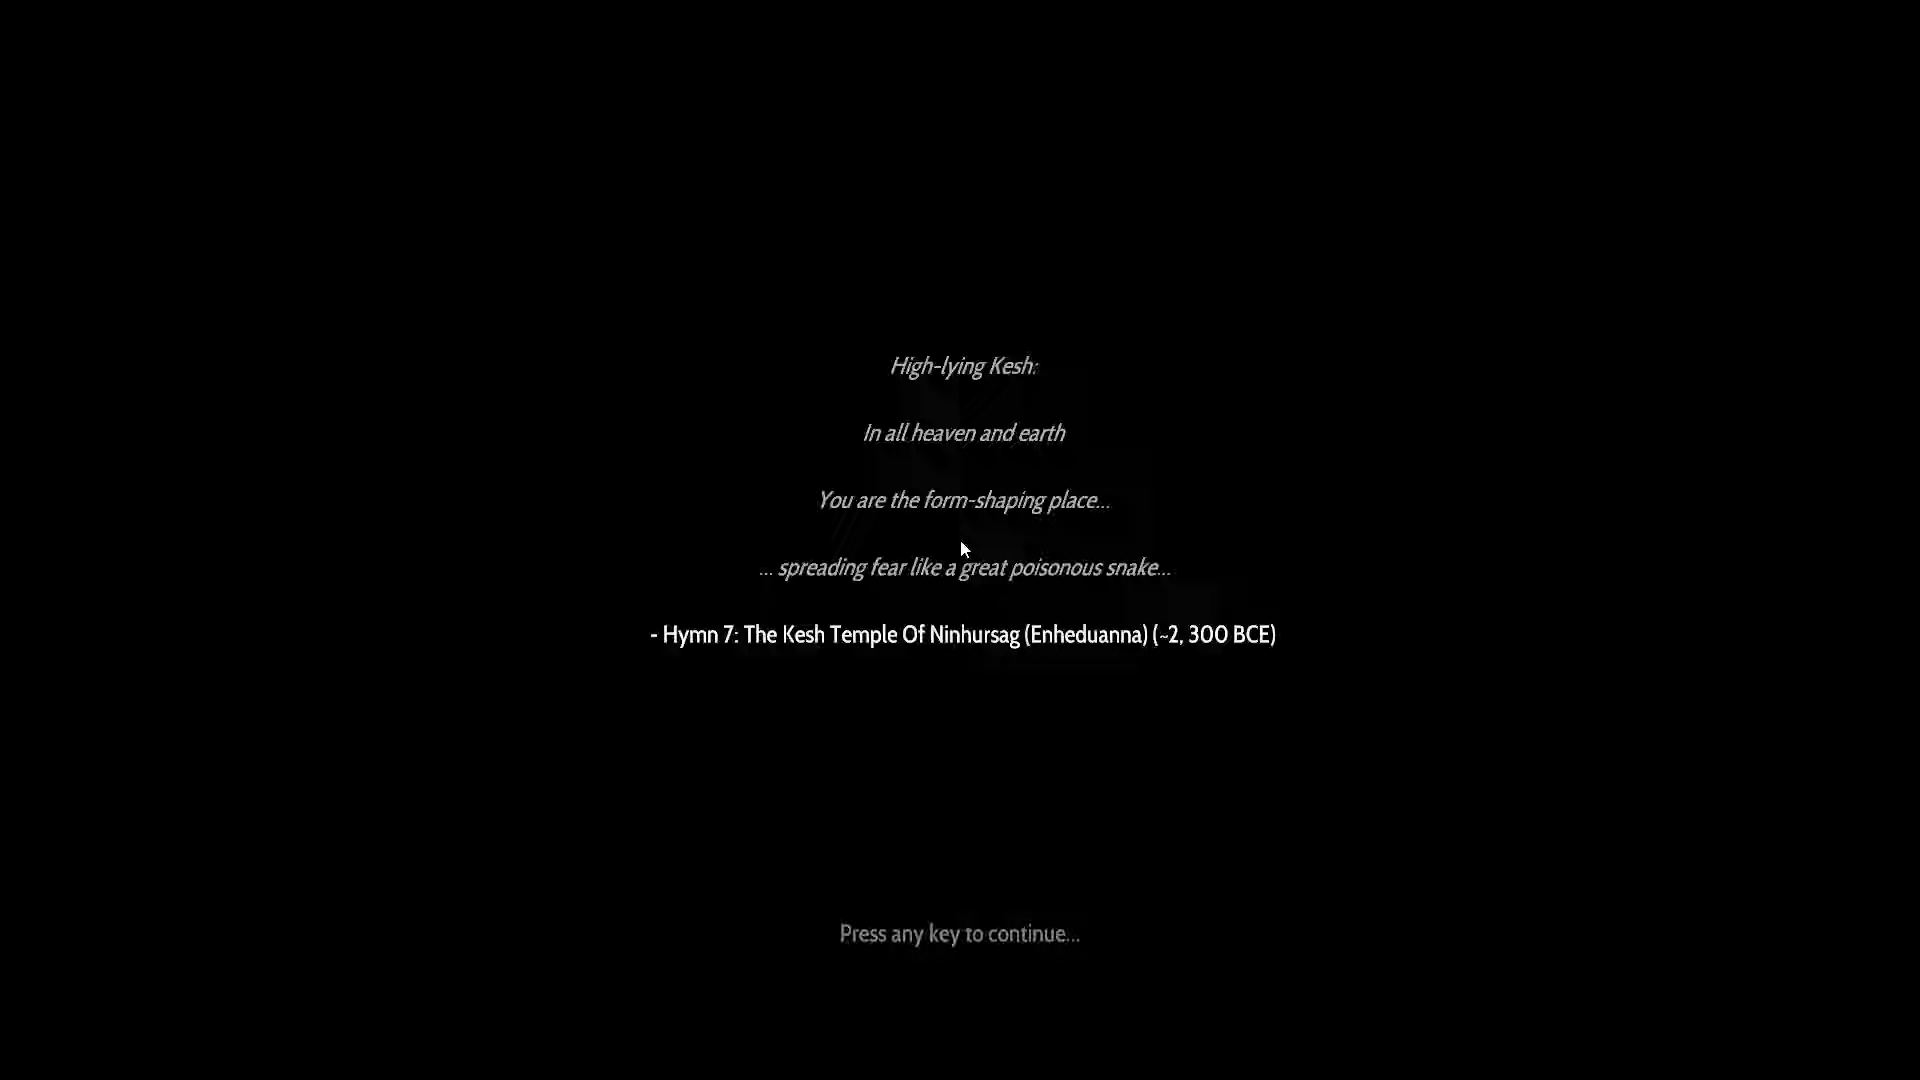 High-lying Kesh:
In all heaven and earth
You are the form-shaping place...
... spreading fear like a great poisonous snake...
- Hymn 7: The Kesh Temple Of Ninhursag (Enheduanna) (~2, 300 BCE)
Press any key to continue...